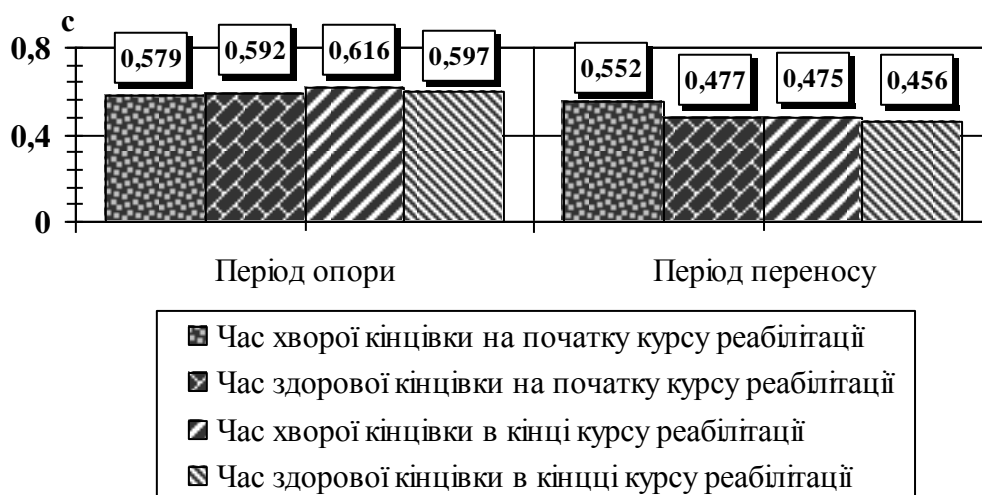 с
0,8
0,579 0,592 0,616 0,597 0,552 0,477 0,475 0,456
0,4
0
Період опори Період переносу
Час хворої кінцівки на початку курсу реабілітації
Час здорової кінцівки на початку курсу реабілітації
Час хворої кінцівки в кінці курсу реабілітації
Час здорової кінцівки в кінцці курсу реабілітації